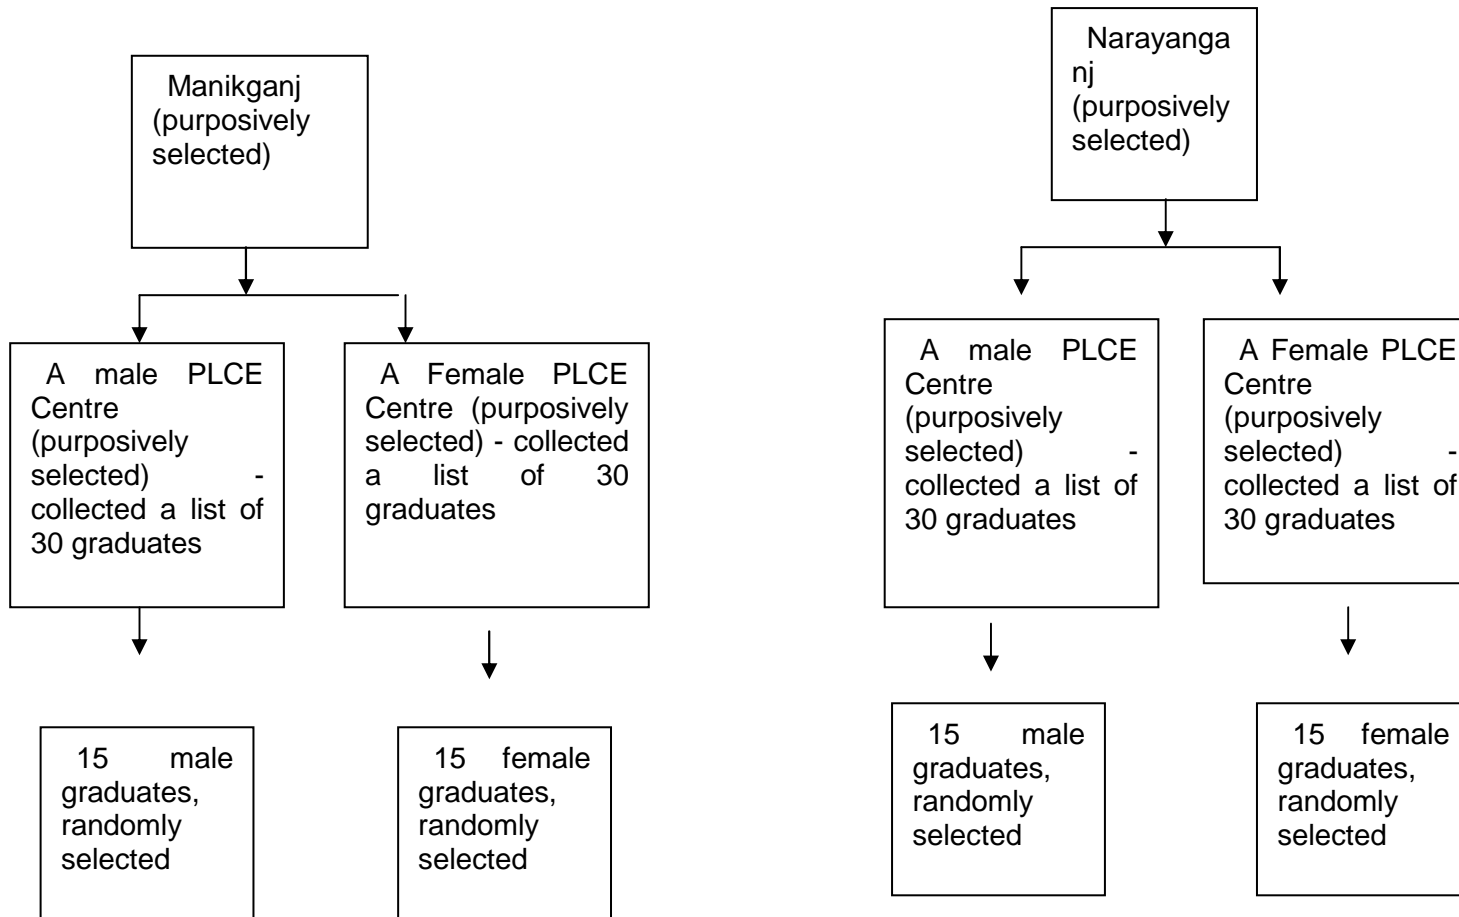 Manikganj
(purposively
selected)
Narayanga
nj
(purposively
selected)
A male PLCE
Centre
(purposively
selected) -
collected a list of
30 graduates
A Female PLCE
Centre (purposively
selected) - collected
a list of 30
graduates
A male PLCE
Centre
(purposively
selected) -
collected a list of
30 graduates
A Female PLCE
Centre
(purposively
selected) -
collected a list of
30 graduates
15 male
graduates,
randomly
selected
15 female
graduates,
randomly
selected
15 male
graduates,
randomly
selected
15 female
graduates,
randomly
selected